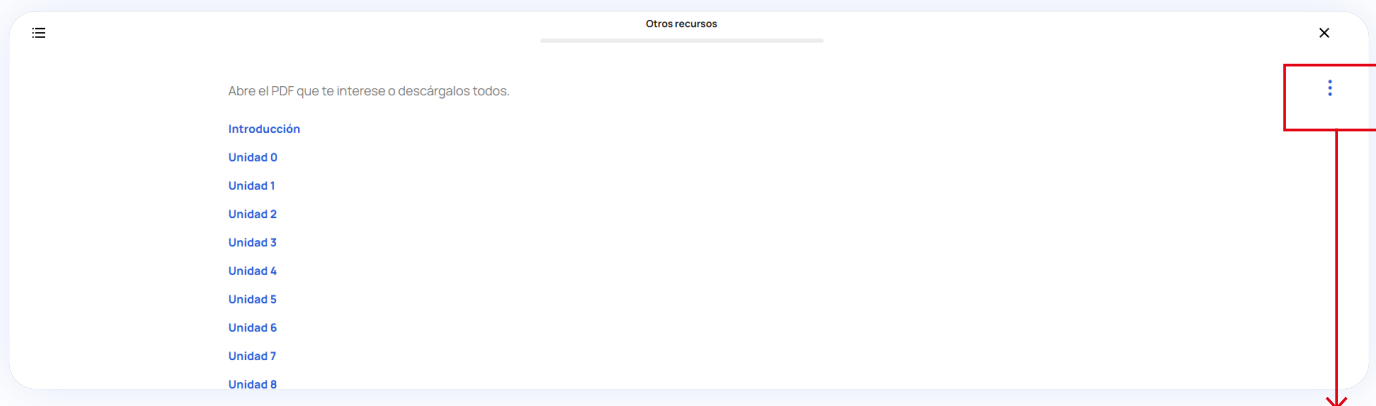 Otros recursos
Abre el PDF que te interese o descárgalos todos.
Introducción
Unidad 0
Unidad 1
Unidad 2
Unidad 3
Unidad 4
Unidad 5
Unidad 6
Unidad 7
Unidad 8